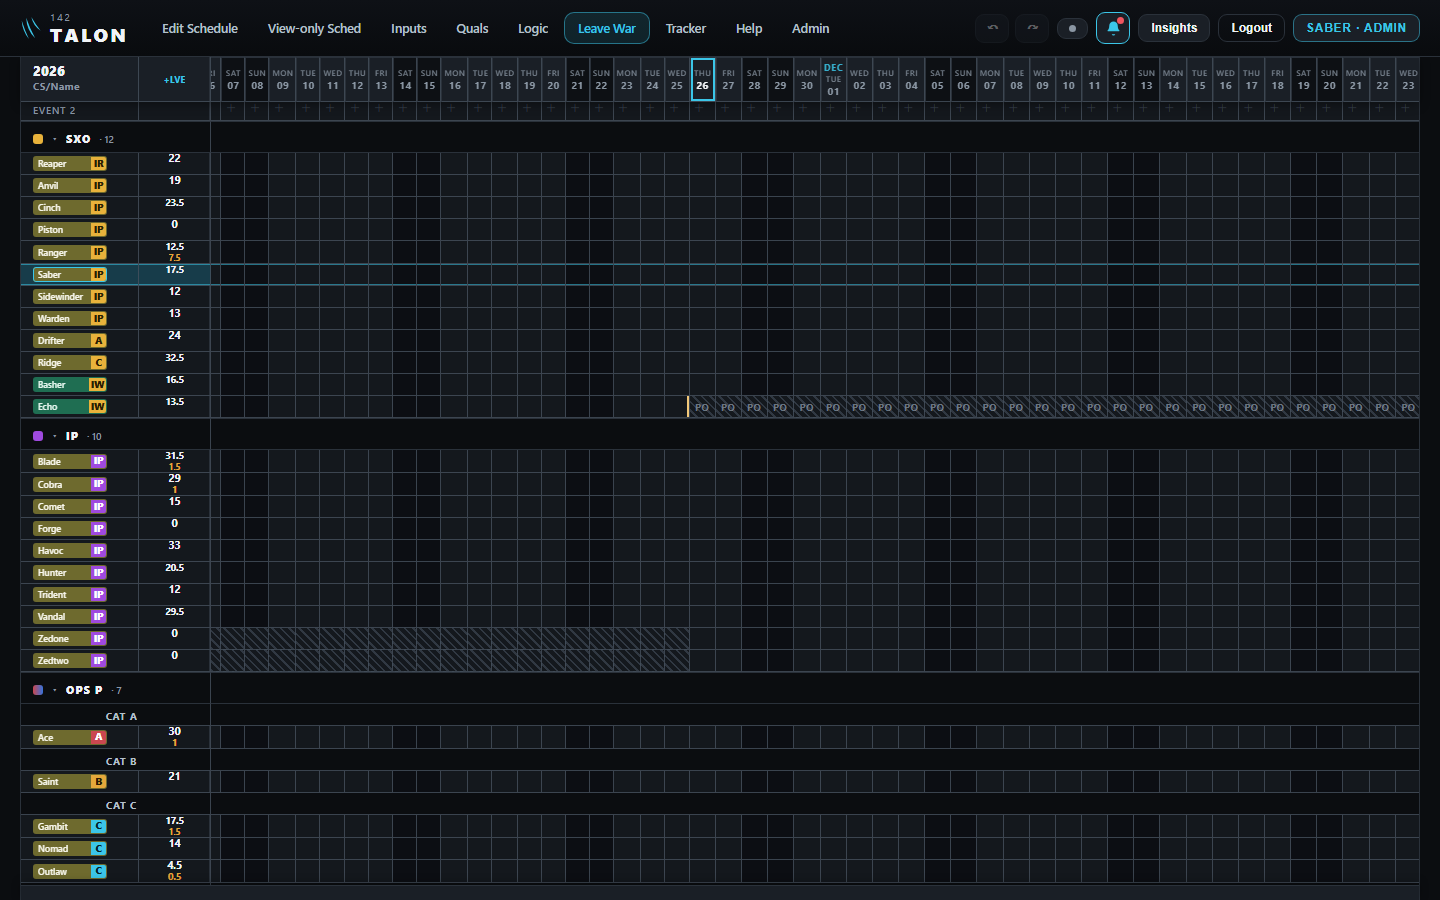 142
TALON
Edit Schedule
View-only Sched
Inputs
Quals
Logic
Leave War
Tracker
Help
Admin
Insights
Logout
SABER · ADMIN
2026
CS/Name
+LVE
SAT 07
SUN 08
MON 09
TUE 10
WED 11
THU 12
FRI 13
SAT 14
SUN 15
MON 16
TUE 17
WED 18
THU 19
FRI 20
SAT 21
SUN 22
MON 23
TUE 24
WED 25
THU 26
FRI 27
SAT 28
SUN 29
MON 30
DEC TUE 01
WED 02
THU 03
FRI 04
SAT 05
SUN 06
MON 07
TUE 08
WED 09
THU 10
FRI 11
SAT 12
SUN 13
MON 14
TUE 15
WED 16
THU 17
FRI 18
SAT 19
SUN 20
MON 21
TUE 22
WED 23
EVENT 2 + + + + + + + + + + + + + + + + + + + + + + + + + + + + + + + + + + + + + + + + + + + + + + +
SXO · 12
Reaper IR 22
Anvil IP 19
Cinch IP 23.5
Piston IP 0
Ranger IP 12.5
7.5
Saber IP 17.5
Sidewinder IP 12
Warden IP 13
Drifter A 24
Ridge C 32.5
Basher IW 16.5
Echo IW 13.5 PO PO PO PO PO PO PO PO PO PO PO PO PO PO PO PO PO PO PO PO PO PO PO PO PO PO PO PO
IP · 10
Blade IP 31.5
1.5
Cobra IP 29
1
Comet IP 15
Forge IP 0
Havoc IP 33
Hunter IP 20.5
Trident IP 12
Vandal IP 29.5
Zedone IP 0
Zedtwo IP 0
OPS P · 7
CAT A
Ace A 30
1
CAT B
Saint B 21
CAT C
Gambit C 17.5
1.5
Nomad C 14
Outlaw C 4.5
0.5